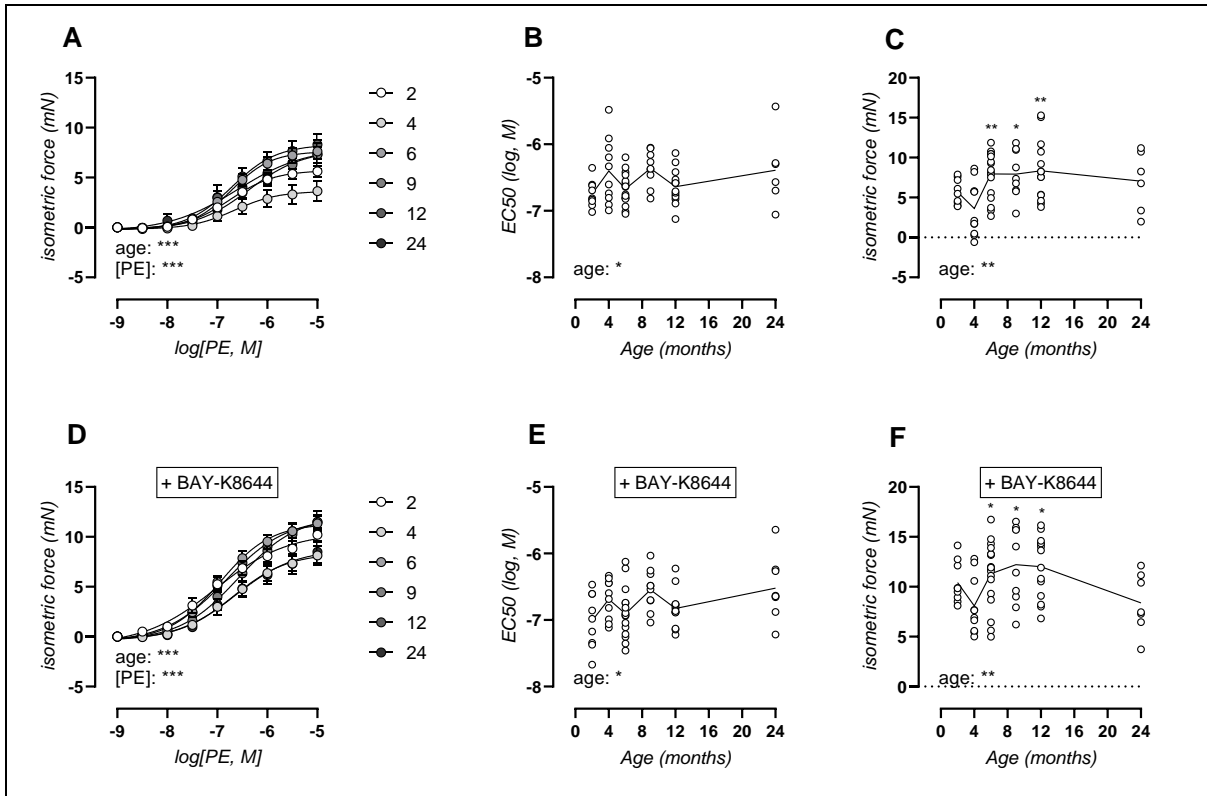 A
isometric force (mN)
15
10
5
0
-5
age: ***
[PE]: ***
-9 -8 -7 -6 -5
log[PE, M]
2
4
6
9
12
24
B
EC50 (log, M)
-5
-6
-7
-8
age: *
0 4 8 12 16 20 24
Age (months)
C
isometric force (mN)
20
15
10
5
0
-5
** * **
age: **
0 4 8 12 16 20 24
Age (months)
D
+ BAY-K8644
isometric force (mN)
15
10
5
0
-5
age: ***
[PE]: ***
-9 -8 -7 -6 -5
log[PE, M]
2
4
6
9
12
24
E
+ BAY-K8644
EC50 (log, M)
-5
-6
-7
-8
age: *
0 4 8 12 16 20 24
Age (months)
F
+ BAY-K8644
isometric force (mN)
20
15
10
5
0
* * *
age: **
0 4 8 12 16 20 24
Age (months)